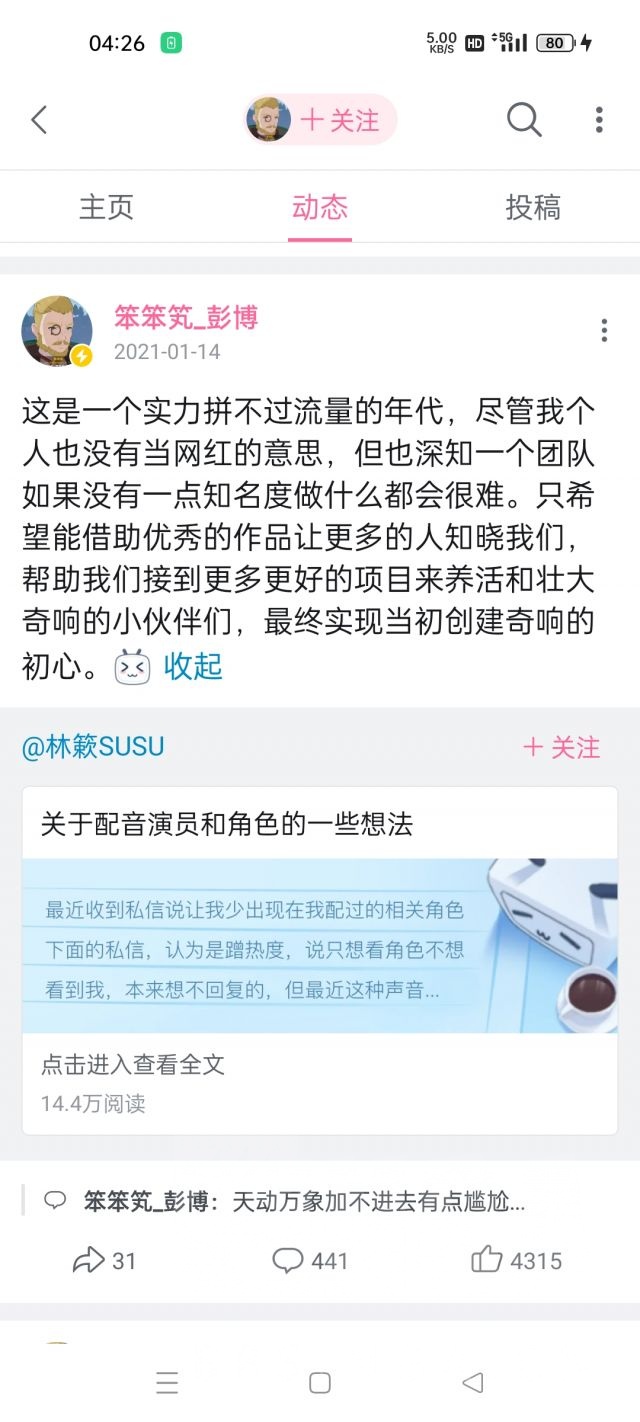 04:26
5.00 KB/S HD 5G 80
+关注
主页 动态 投稿
笨笨笂_彭博
2021-01-14
这是一个实力拼不过流量的年代，尽管我个
人也没有当网红的意思，但也深知一个团队
如果没有一点知名度做什么都会很难。只希
望能借助优秀的作品让更多的人知晓我们，
帮助我们接到更多更好的项目来养活和壮大
奇响的小伙伴们，最终实现当初创建奇响的
初心。 收起
@林簌SUSU +关注
关于配音演员和角色的一些想法
最近收到私信说让我少出现在我配过的相关角色
下面的私信，认为是蹭热度，说只想看角色不想
看到我，本来想不回复的，但最近这种声音...
点击进入查看全文
14.4万阅读
笨笨笂_彭博：天动万象加不进去有点尴尬...
31 441 4315